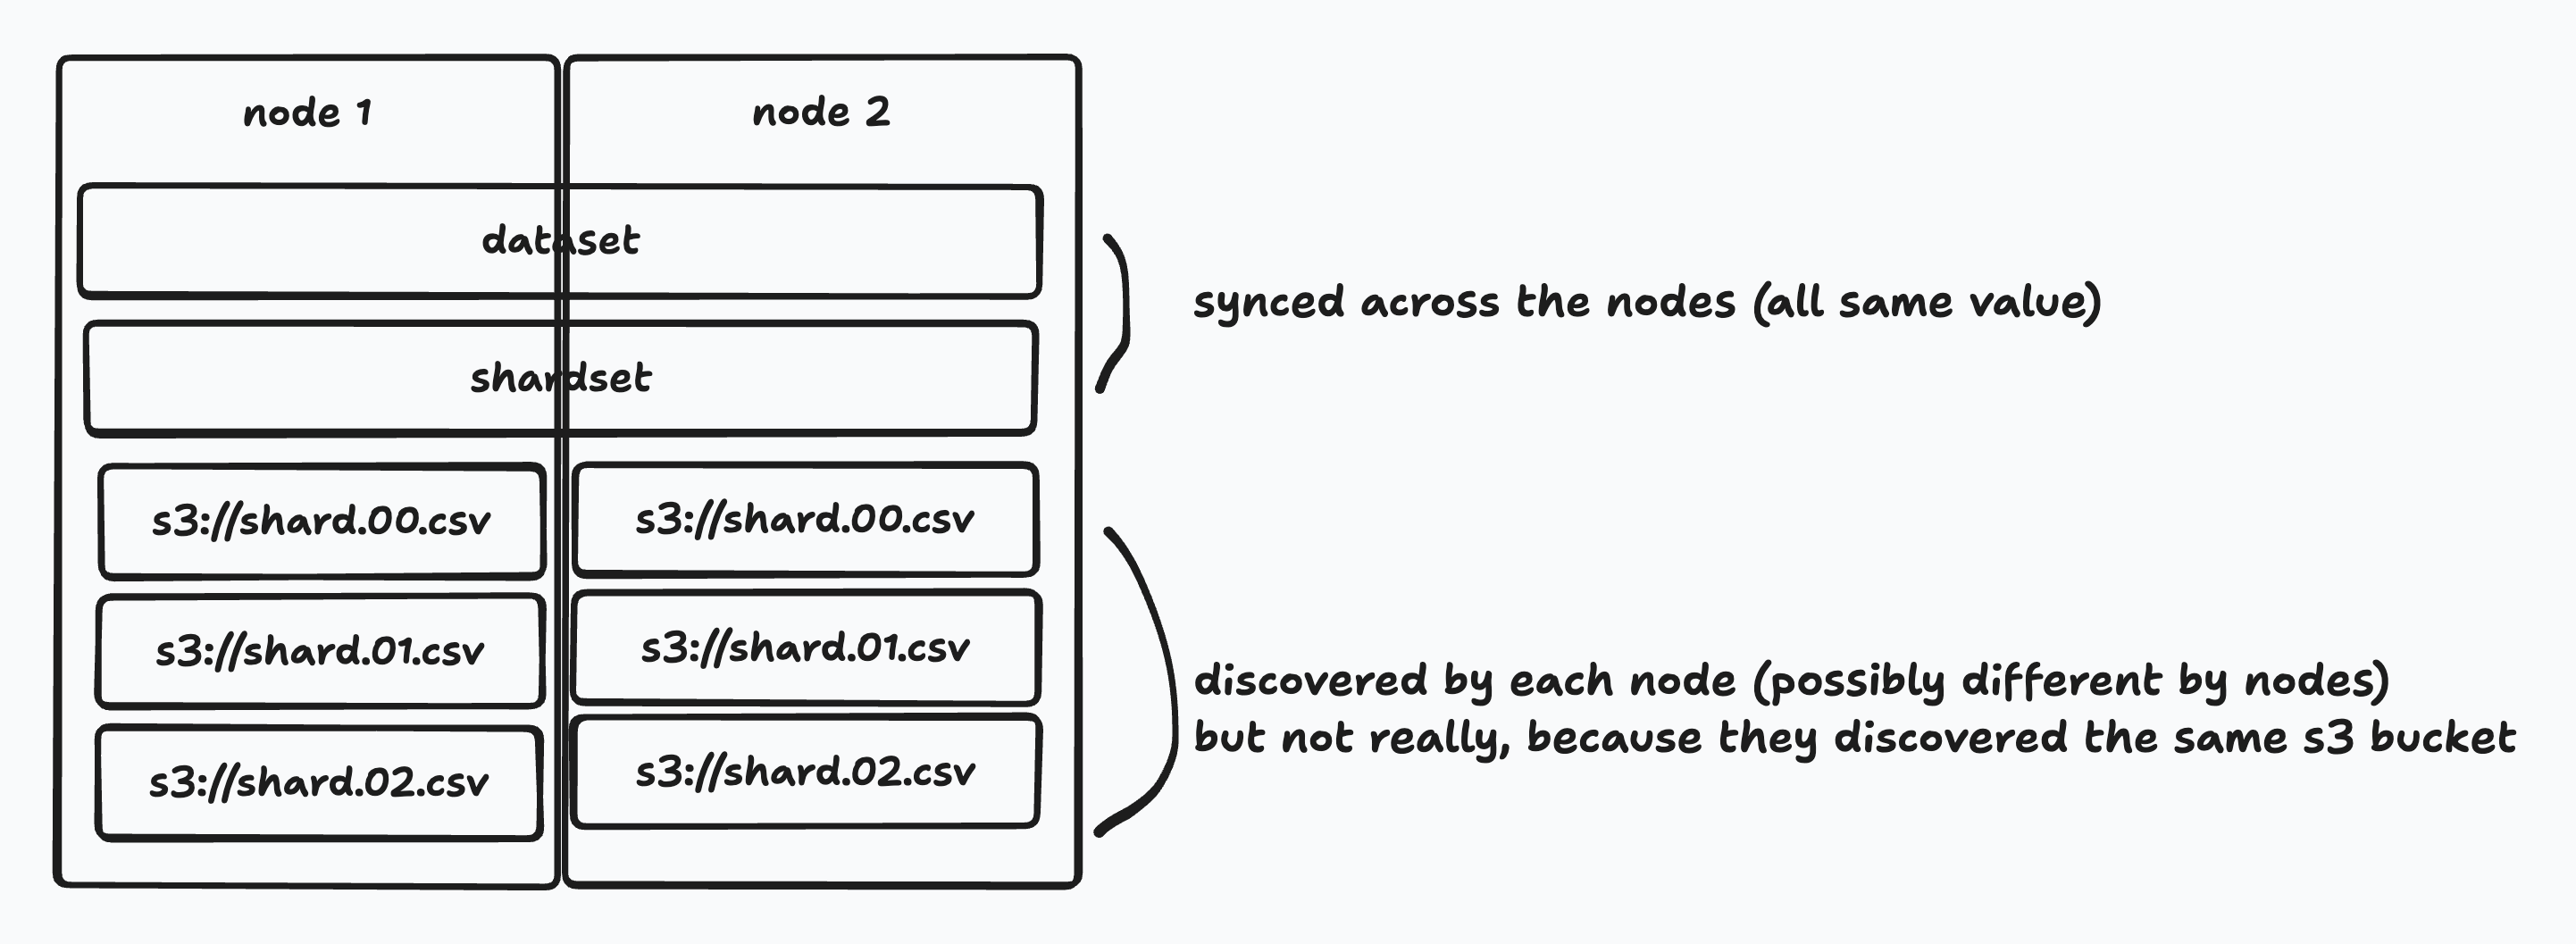 node 1
node 2
dataset
shardset
synced across the nodes (all same value)
s3://shard.00.csv
s3://shard.00.csv
s3://shard.01.csv
s3://shard.01.csv
s3://shard.02.csv
s3://shard.02.csv
discovered by each node (possibly different by nodes)
but not really, because they discovered the same s3 bucket